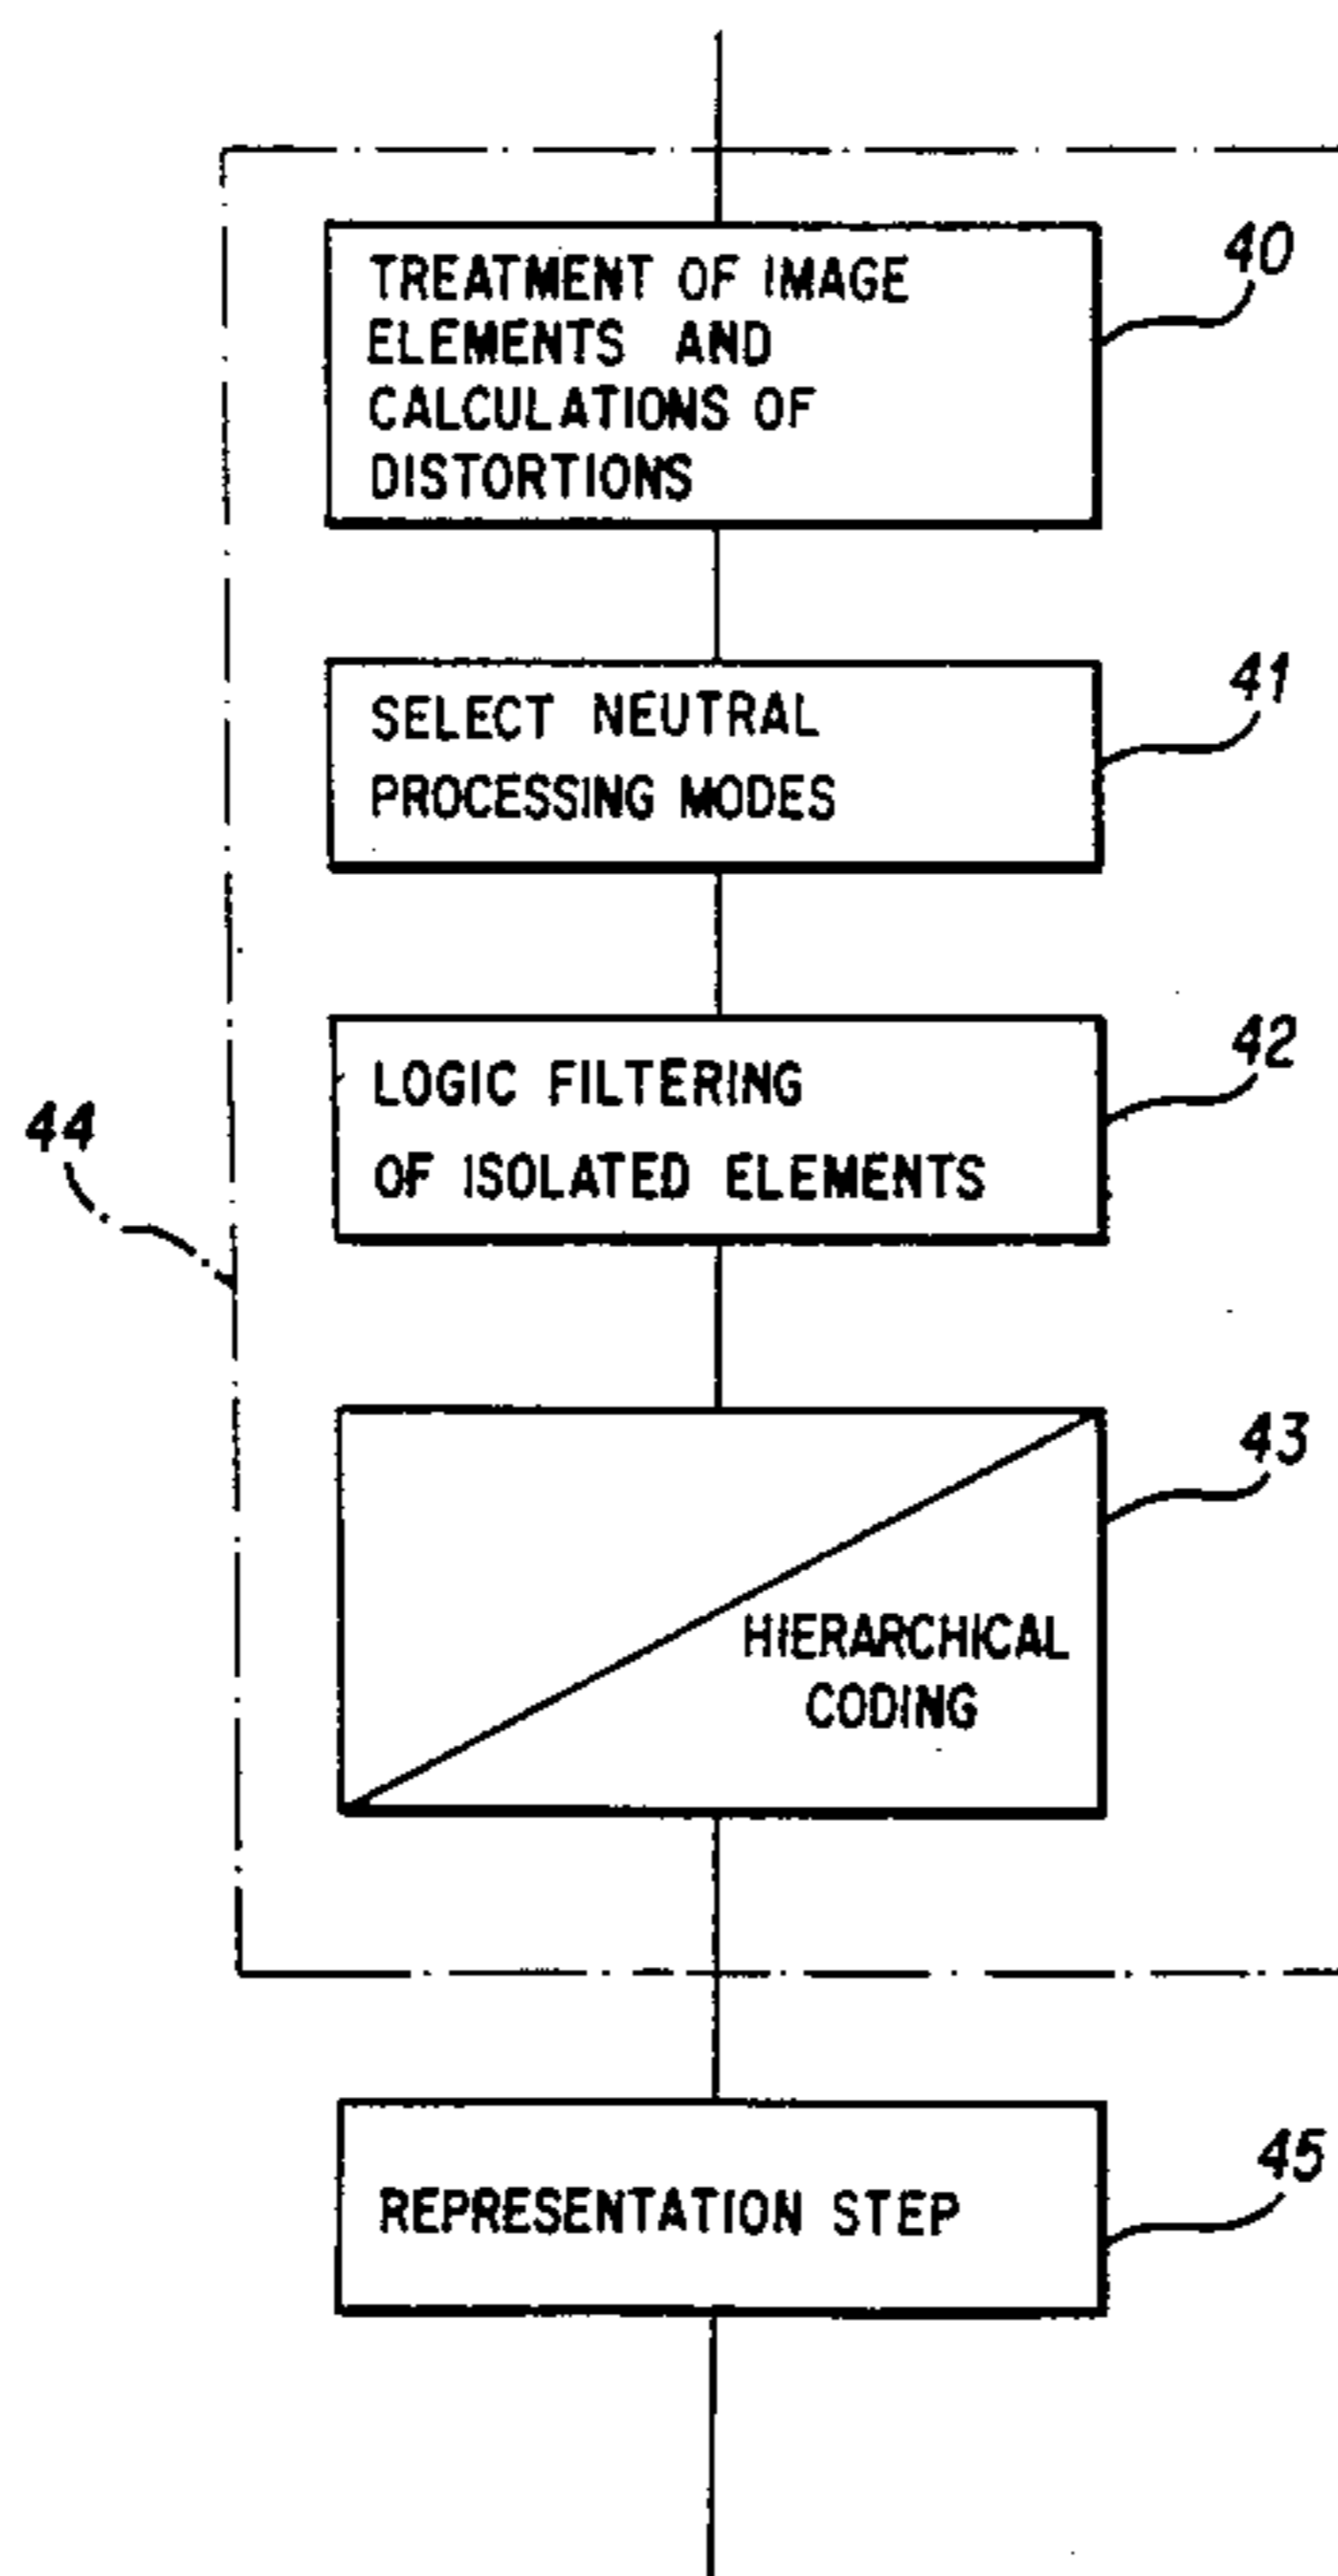 TREATMENT OF IMAGE
ELEMENTS AND
CALCULATIONS OF
DISTORTIONS
40
SELECT NEUTRAL
PROCESSING MODES
41
LOGIC FILTERING
OF ISOLATED ELEMENTS
42
44
HIERARCHICAL
CODING
43
REPRESENTATION STEP
45